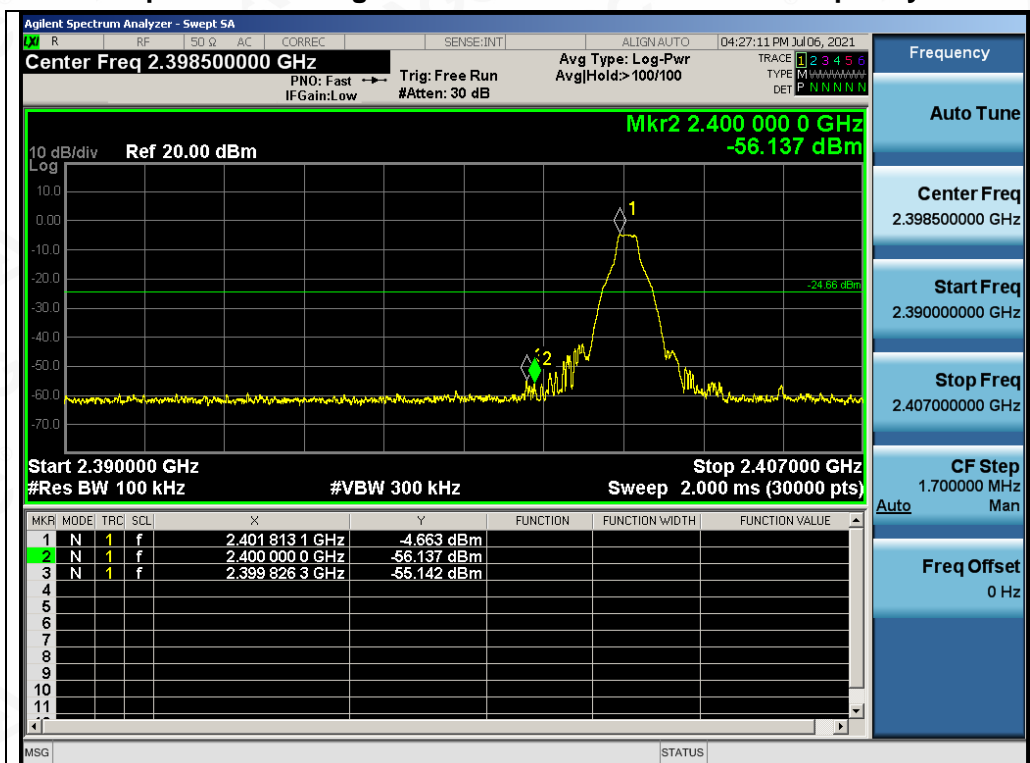 Agilent Spectrum Analyzer - Swept SA
LXI R RF 50 Ω AC CORREC SENSE:INT ALIGN AUTO 04:27:11 PM Jul 06, 2021
Center Freq 2.398500000 GHz
PNO: Fast
IFGain:Low
Trig: Free Run
#Atten: 30 dB
Avg Type: Log-Pwr
Avg|Hold:> 100/100
TRACE 1 2 3 4 5 6
TYPE M
DET P N N N N N
Mkr2 2.400 000 0 GHz
-56.137 dBm
10 dB/div Ref 20.00 dBm
Log
10.0
0.00
-10.0
-20.0
-30.0
-40.0
-50.0
-60.0
-70.0
1
2
-24.66 dBm
Start 2.390000 GHz Stop 2.407000 GHz
#Res BW 100 kHz #VBW 300 kHz Sweep 2.000 ms (30000 pts)
MKR MODE TRC SCL X Y FUNCTION FUNCTION WIDTH FUNCTION VALUE
1 N 1 f 2.401 813 1 GHz -4.663 dBm
2 N 1 f 2.400 000 0 GHz -56.137 dBm
3 N 1 f 2.399 826 3 GHz -55.142 dBm
4
5
6
7
8
9
10
11
MSG STATUS
Frequency
Auto Tune
Center Freq
2.398500000 GHz
Start Freq
2.390000000 GHz
Stop Freq
2.407000000 GHz
CF Step
1.700000 MHz
Auto Man
Freq Offset
0 Hz